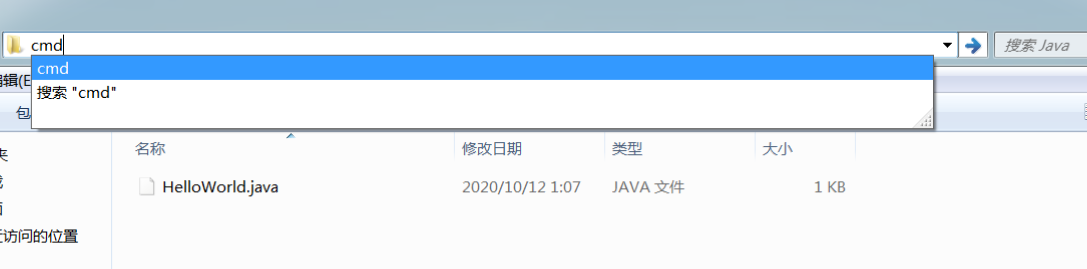 cmd
搜索 Java
cmd
搜索 "cmd"
编辑(E
包
名称
修改日期
类型
大小
夹
HelloWorld.java
2020/10/12 1:07
JAVA 文件
1 KB
面
近访问的位置